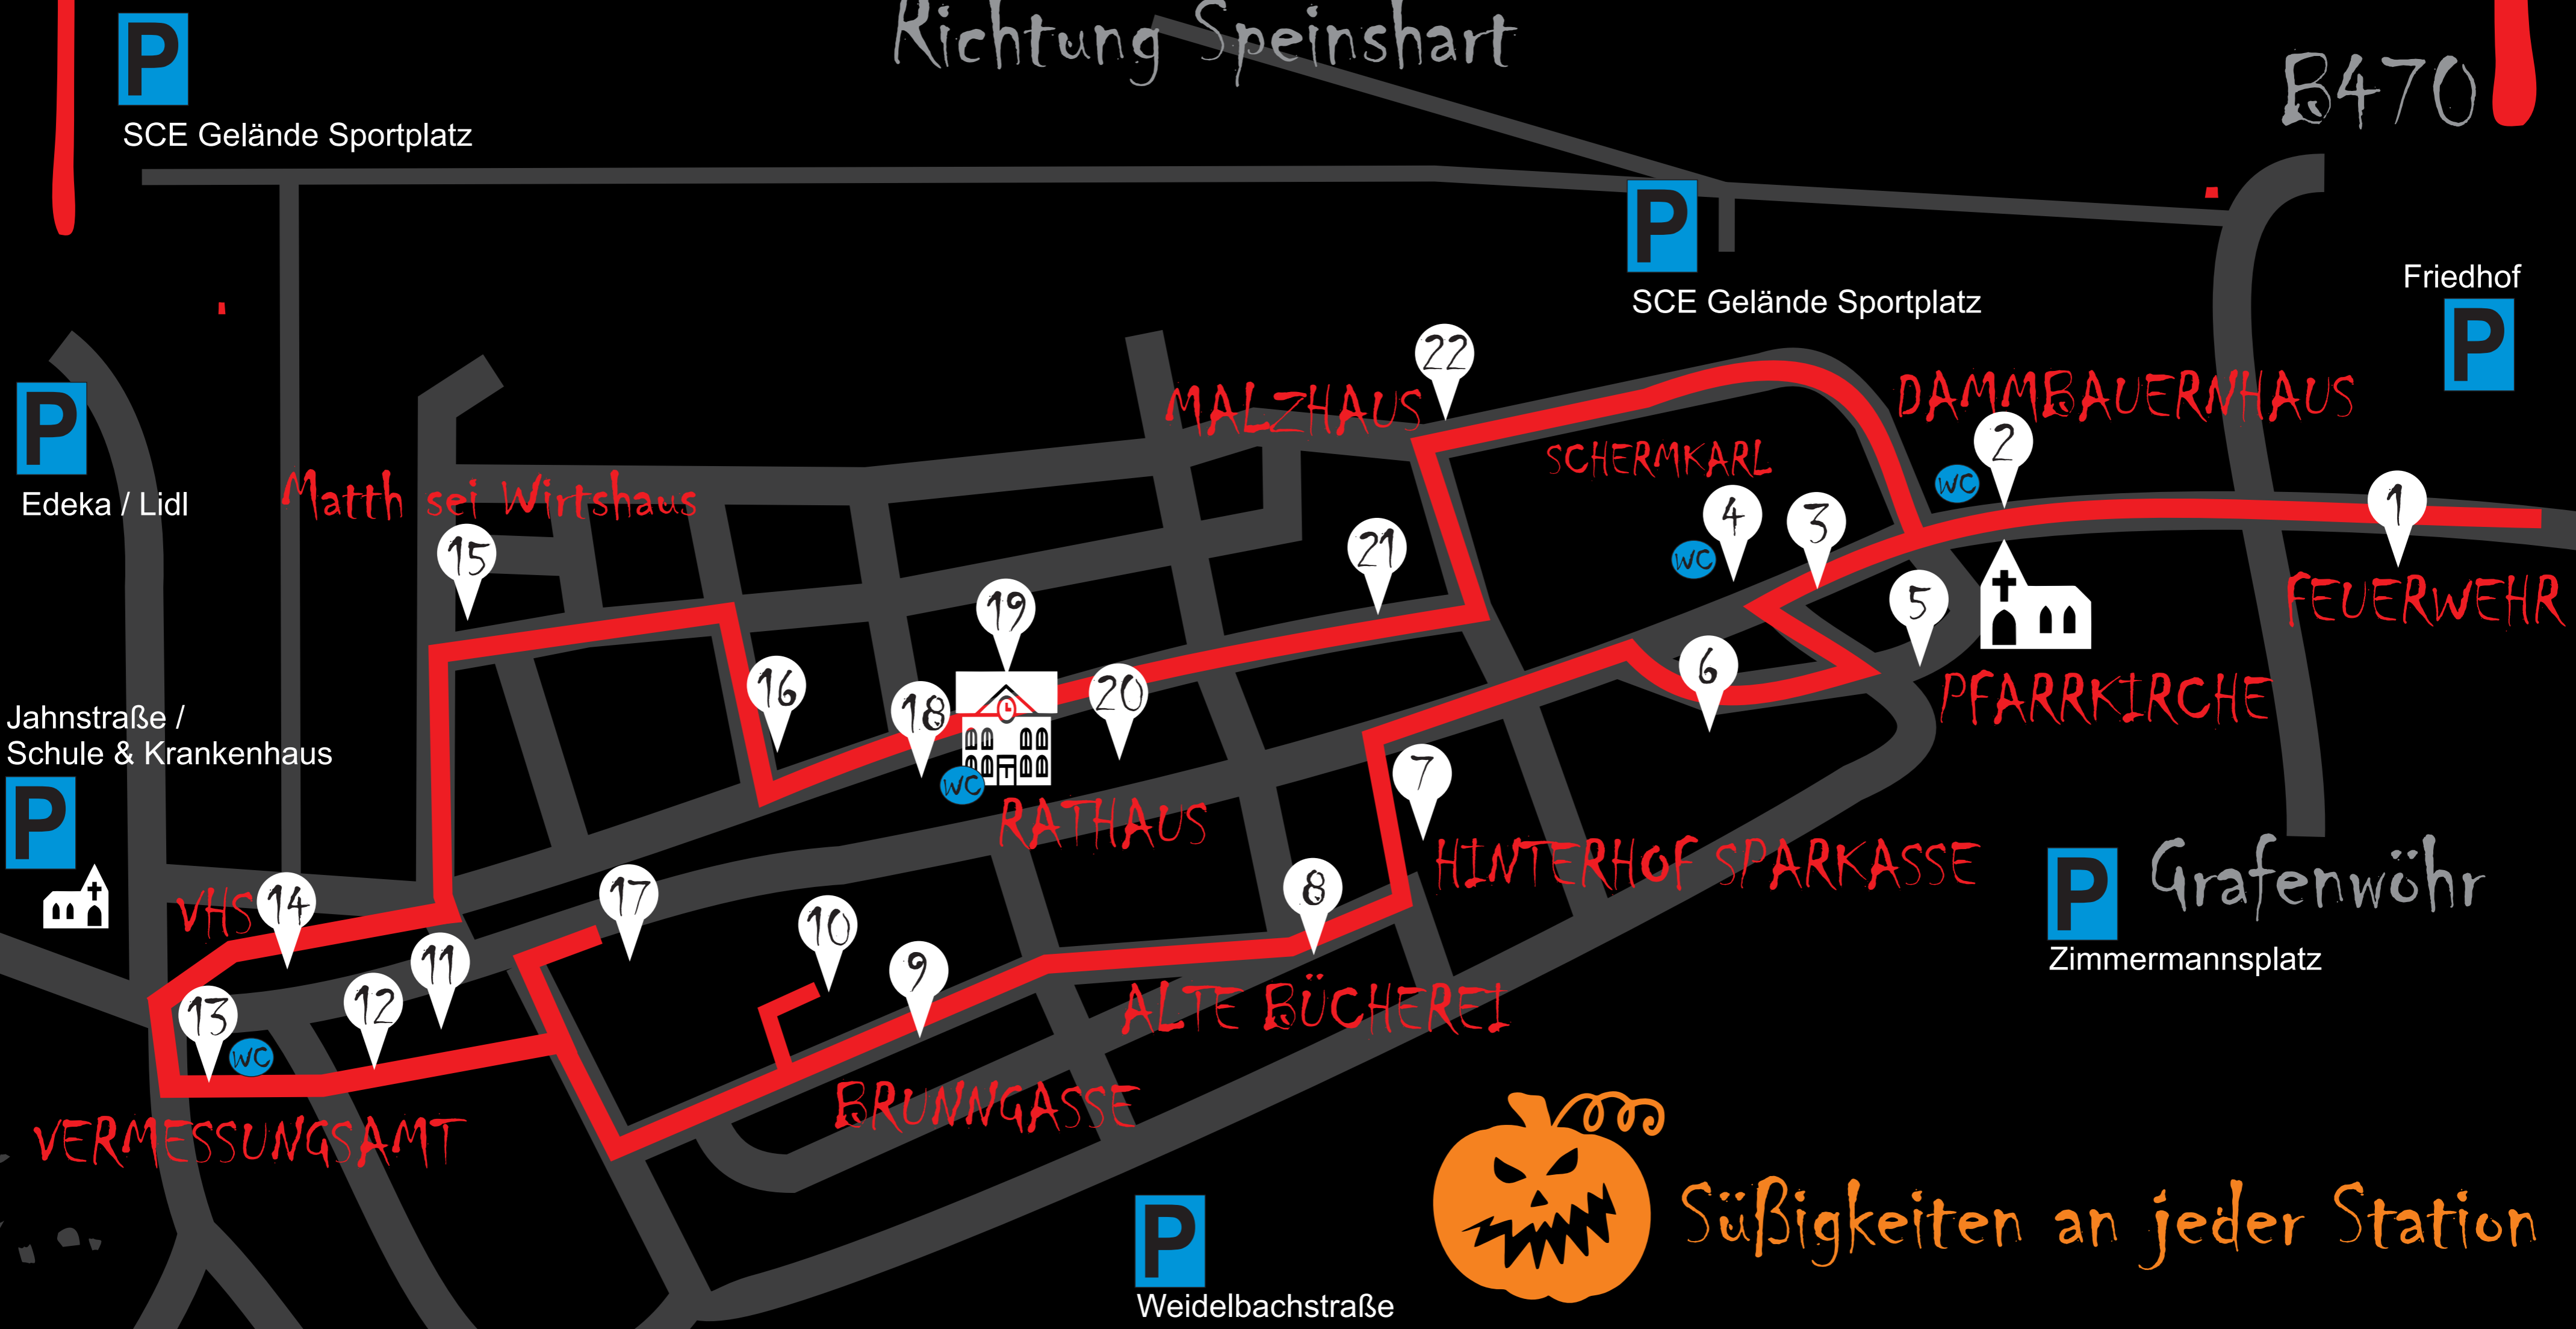 Richtung Speinshart
P
SCE Gelände Sportplatz
B470
P
SCE Gelände Sportplatz
Friedhof
P
P
Edeka / Lidl
22
MALZHAUS
DAMMBAUERNHAUS
2
WC
SCHERMKARL
4
3
WC
1
FEUERWEHR
Matth sei Wirtshaus
15
21
19
5
PFARRKIRCHE
6
16
18
20
WC
RATHAUS
7
HINTERHOF SPARKASSE
Jahnstraße /
Schule & Krankenhaus
P
VHS
14
17
10
8
11
9
12
13
WC
ALTE BÜCHEREI
BRUNNGASSE
VERMESSUNGSAMT
P
Zimmermannsplatz
Grafenwöhr
P
Weidelbachstraße
Süßigkeiten an jeder Station